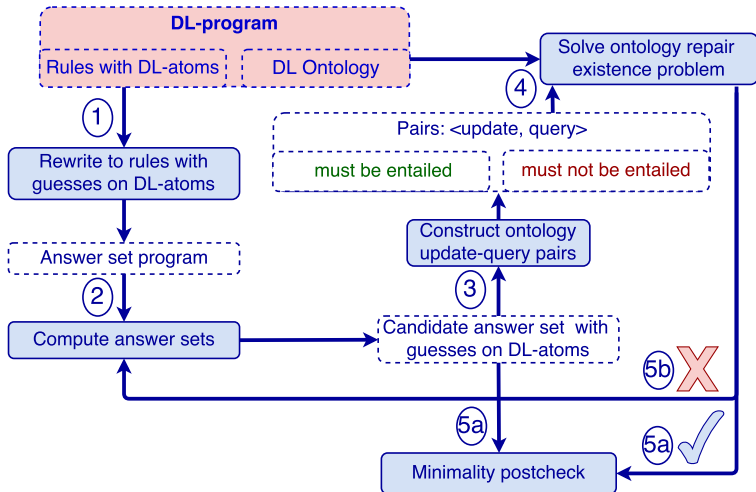 DL-program
Rules with DL-atoms
DL Ontology
1
Rewrite to rules with
guesses on DL-atoms
Answer set program
2
Compute answer sets
Candidate answer set with
guesses on DL-atoms
3
Construct ontology
update-query pairs
Pairs: <update, query>
must be entailed
must not be entailed
4
Solve ontology repair
existence problem
5b
X
5a
5a
Minimality postcheck